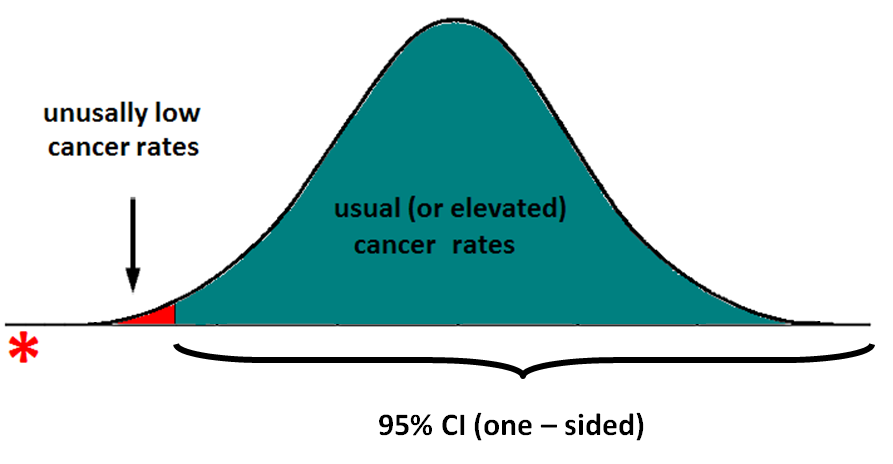 unusally low
cancer rates
usual (or elevated)
cancer rates
*
95% CI (one – sided)